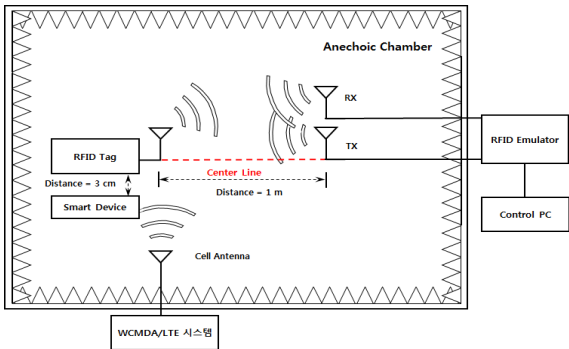 Anechoic Chamber
RX
TX
RFID Emulator
RFID Tag
Center Line
Distance = 3 cm
Distance = 1 m
Smart Device
Control PC
Cell Antenna
WCMDA/LTE 시스템